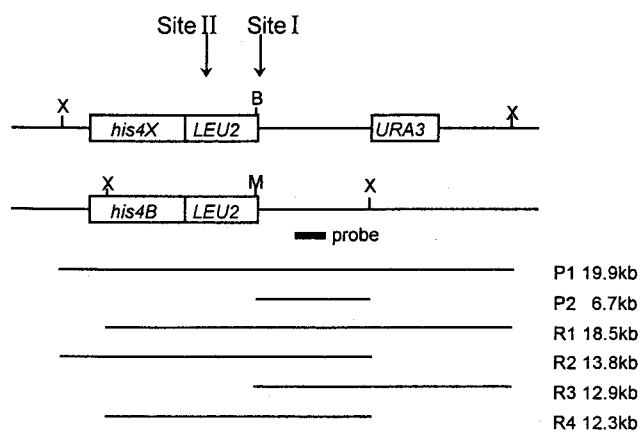 Site II Site I
X B X
his4X LEU2 URA3
X M X
his4B LEU2
probe
P1 19.9kb
P2 6.7kb
R1 18.5kb
R2 13.8kb
R3 12.9kb
R4 12.3kb